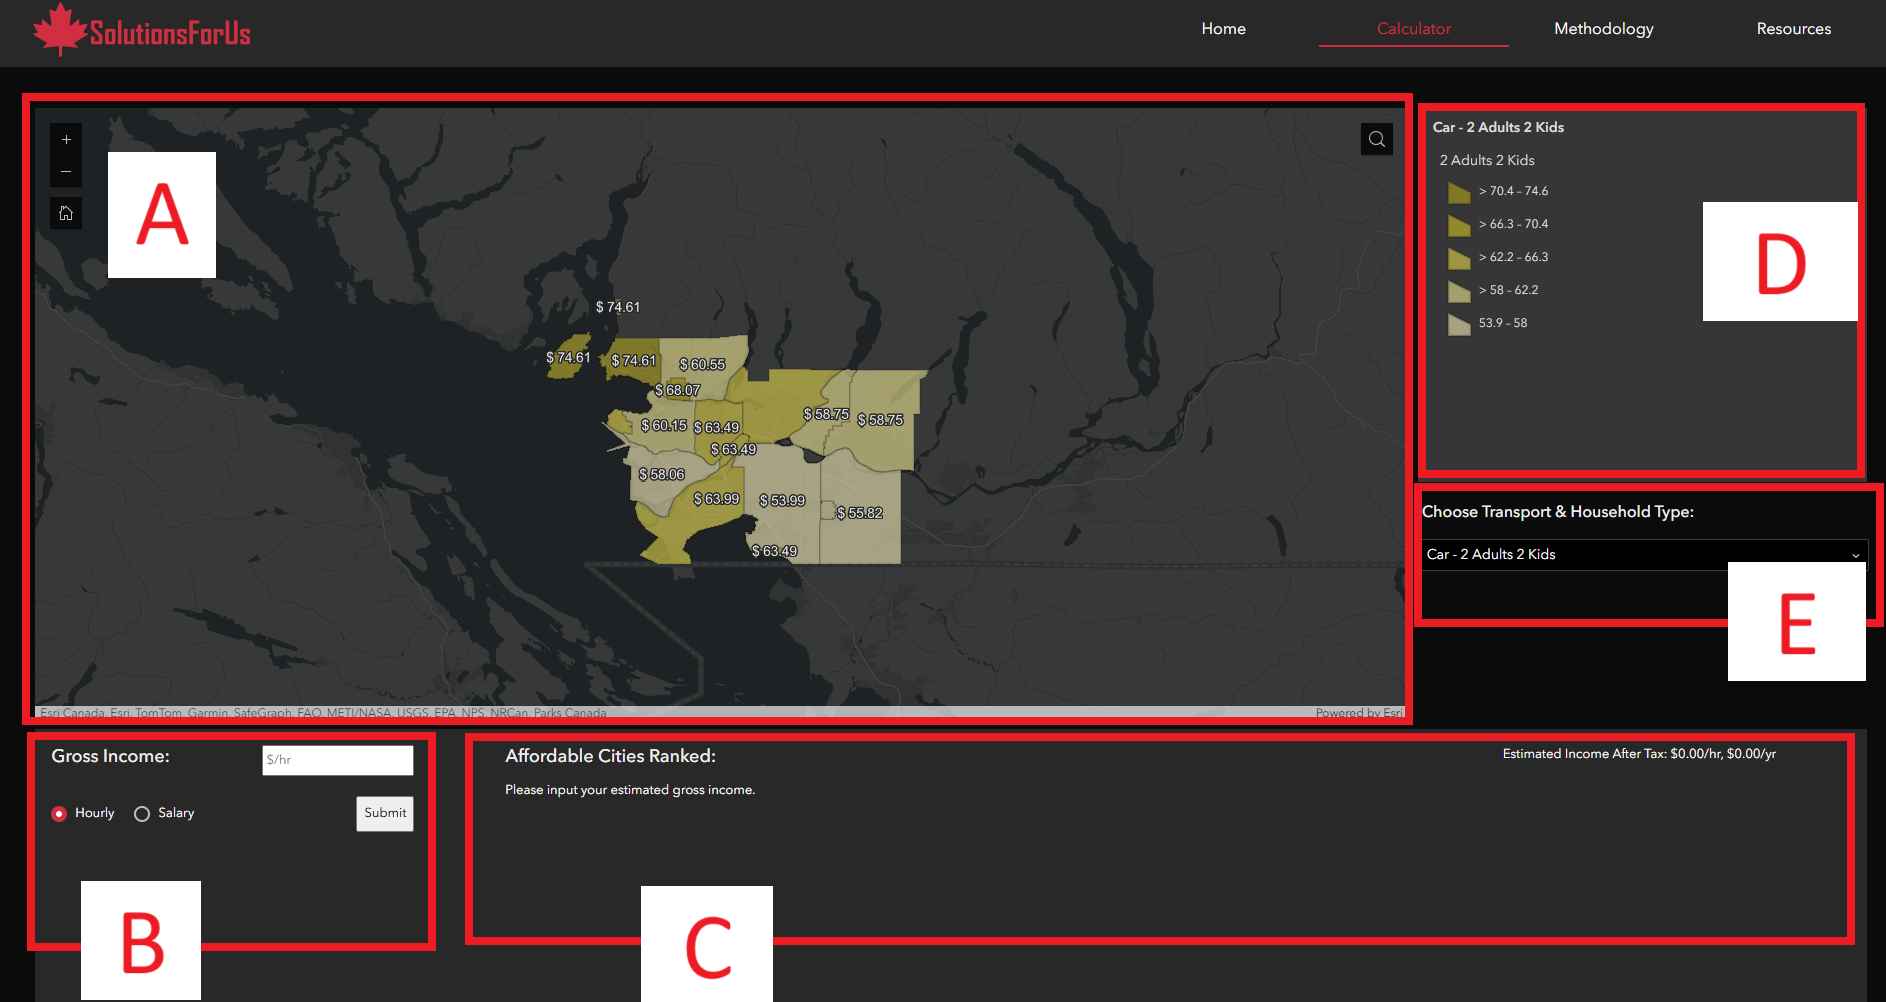 SolutionsForUs
Home
Calculator
Methodology
Resources
+
−
A
$ 74.61
$ 74.61
$ 74.61
$ 60.55
$ 68.07
$ 60.15
$ 63.49
$ 58.75
$ 58.75
$ 63.49
$ 58.06
$ 63.99
$ 53.99
$ 55.82
$ 63.49
Esri Canada, Esri, TomTom, Garmin, SafeGraph, FAO, METI/NASA, USGS, EPA, NPS, NRCan, Parks Canada
Powered by Esri
Car - 2 Adults 2 Kids
2 Adults 2 Kids
> 70.4 – 74.6
> 66.3 – 70.4
> 62.2 – 66.3
> 58 – 62.2
53.9 – 58
D
Choose Transport & Household Type:
Car - 2 Adults 2 Kids
E
Gross Income:
$/hr
Hourly
Salary
Submit
B
Affordable Cities Ranked:
Estimated Income After Tax: $0.00/hr, $0.00/yr
Please input your estimated gross income.
C